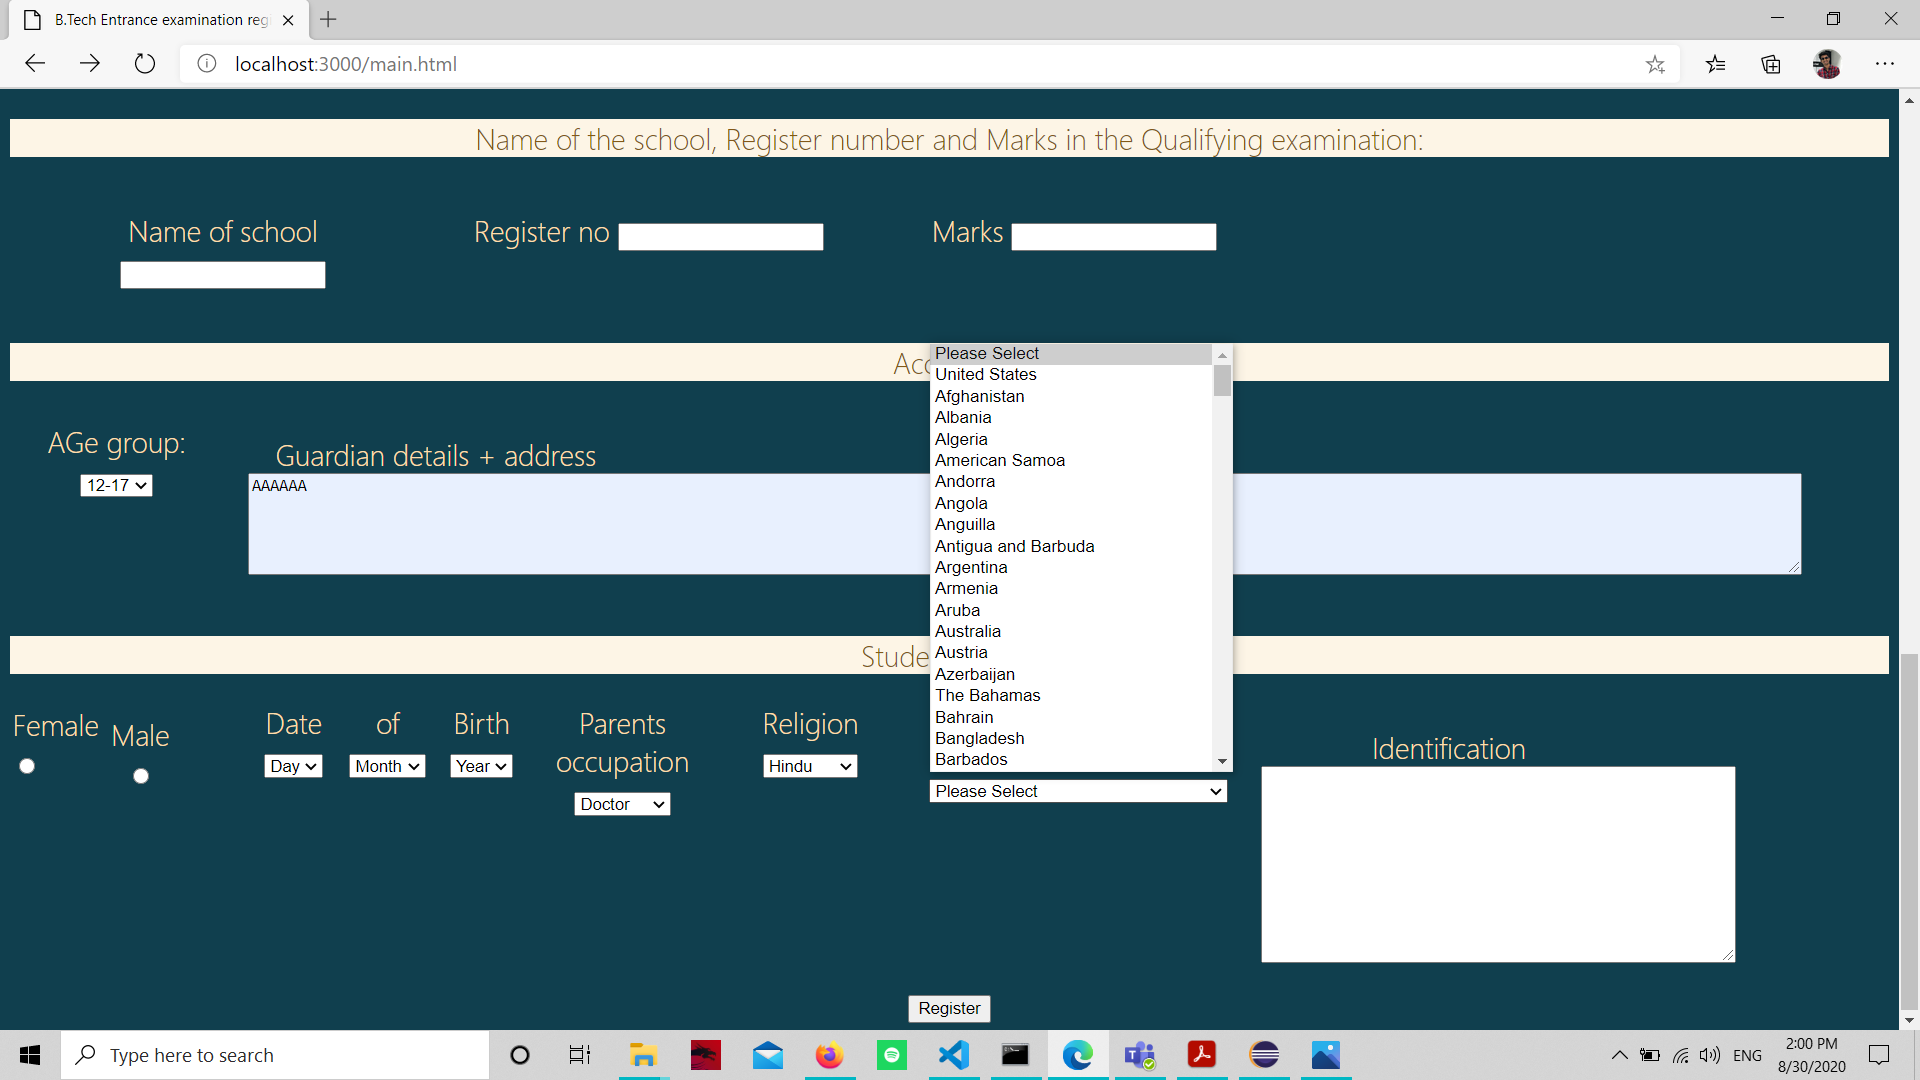 B.Tech Entrance examination reg
localhost:3000/main.html
Name of the school, Register number and Marks in the Qualifying examination:
Name of school
Register no
Marks
Acc
AGe group:
12-17
Guardian details + address
AAAAAA
Please Select
United States
Afghanistan
Albania
Algeria
American Samoa
Andorra
Angola
Anguilla
Antigua and Barbuda
Argentina
Armenia
Aruba
Australia
Austria
Azerbaijan
The Bahamas
Bahrain
Bangladesh
Barbados
Stude
Female
Male
Date of Birth
Day Month Year
Parents
occupation
Doctor
Religion
Hindu
Please Select
Identification
Register
Type here to search
ENG
2:00 PM
8/30/2020